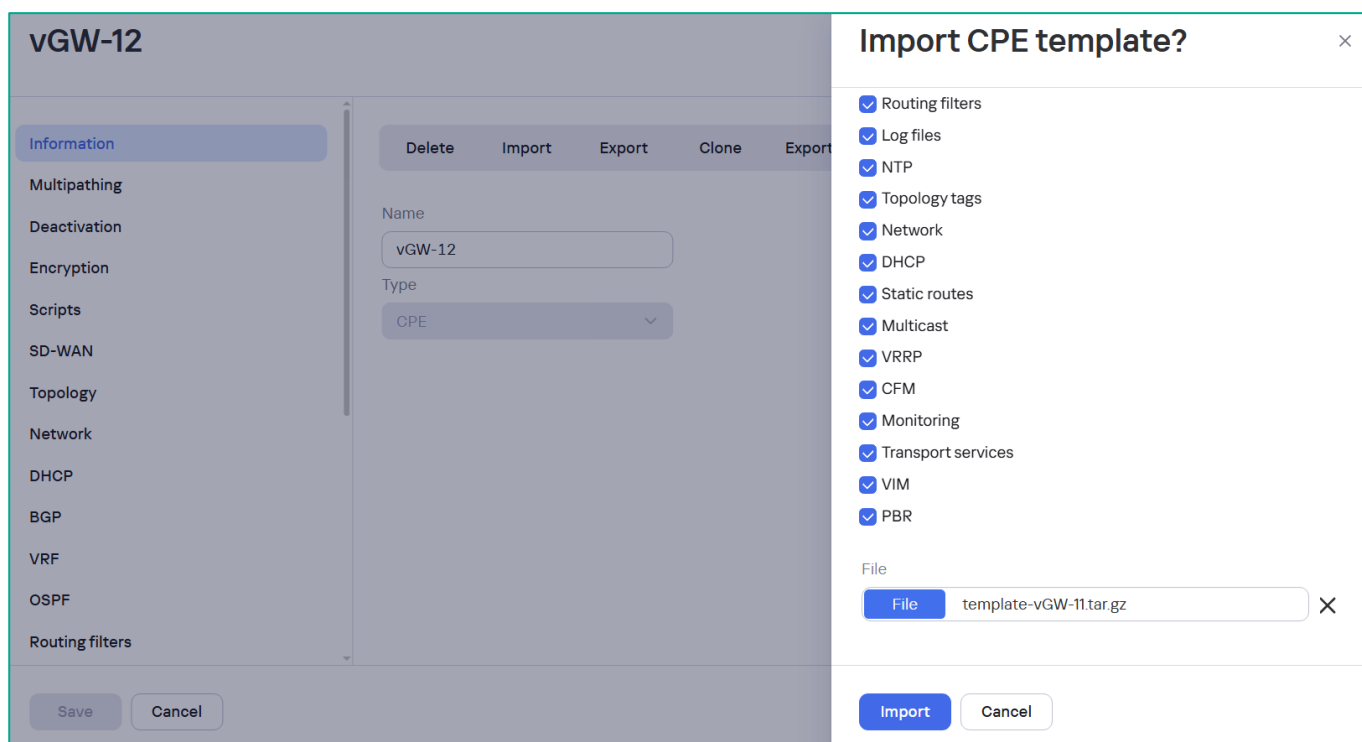 vGW-12
Information
Multipathing
Deactivation
Encryption
Scripts
SD-WAN
Topology
Network
DHCP
BGP
VRF
OSPF
Routing filters
Delete Import Export Clone Export
Name
vGW-12
Type
CPE
Save Cancel
Import CPE template?
Routing filters
Log files
NTP
Topology tags
Network
DHCP
Static routes
Multicast
VRRP
CFM
Monitoring
Transport services
VIM
PBR
File
File template-vGW-11.tar.gz
Import Cancel